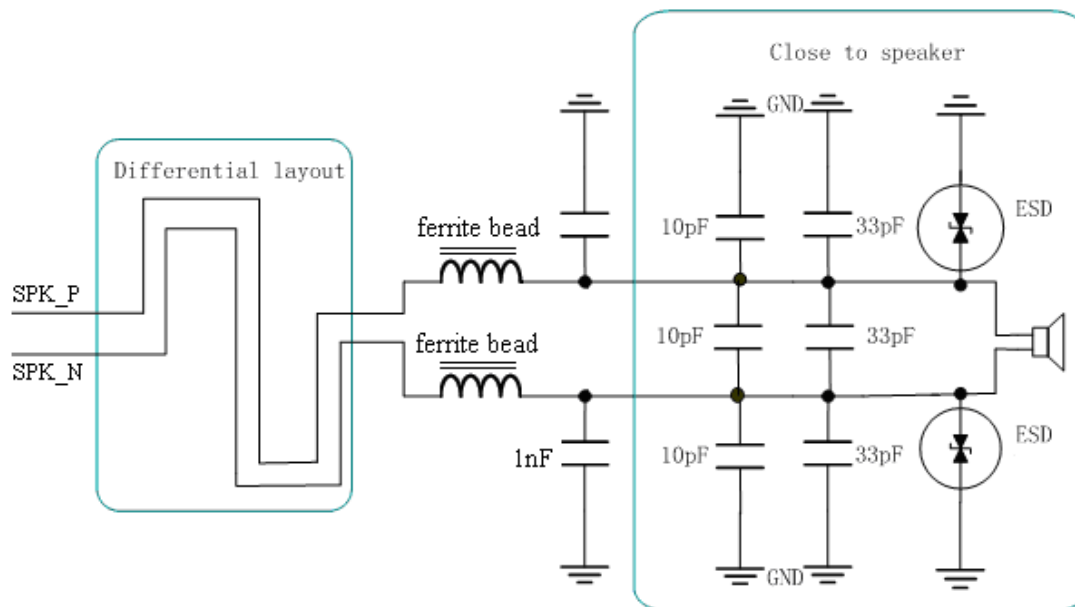 Close to speaker
GND
Differential layout
ferrite bead
10pF
33pF
ESD
SPK_P
ferrite bead
10pF
33pF
SPK_N
1nF
10pF
33pF
ESD
GND